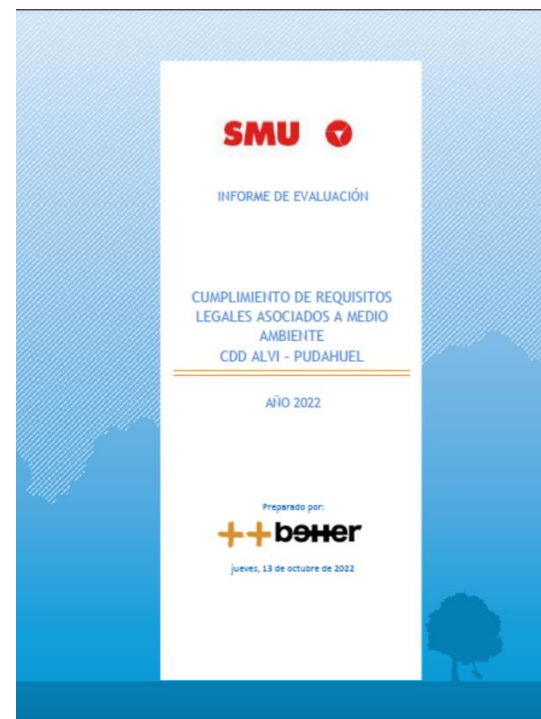 SMU
INFORME DE EVALUACIÓN
CUMPLIMIENTO DE REQUISITOS
LEGALES ASOCIADOS A MEDIO
AMBIENTE
CDD ALVI - PUDAHUEL
AÑO 2022
Preparado por:
++better
jueves, 13 de octubre de 2022